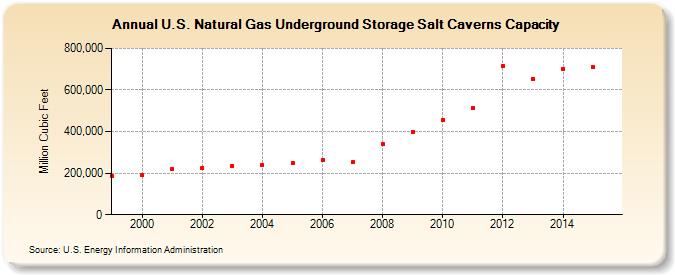 Annual U.S. Natural Gas Underground Storage Salt Caverns Capacity
Million Cubic Feet
800,000
600,000
400,000
200,000
0
2000 2002 2004 2006 2008 2010 2012 2014
Source: U.S. Energy Information Administration